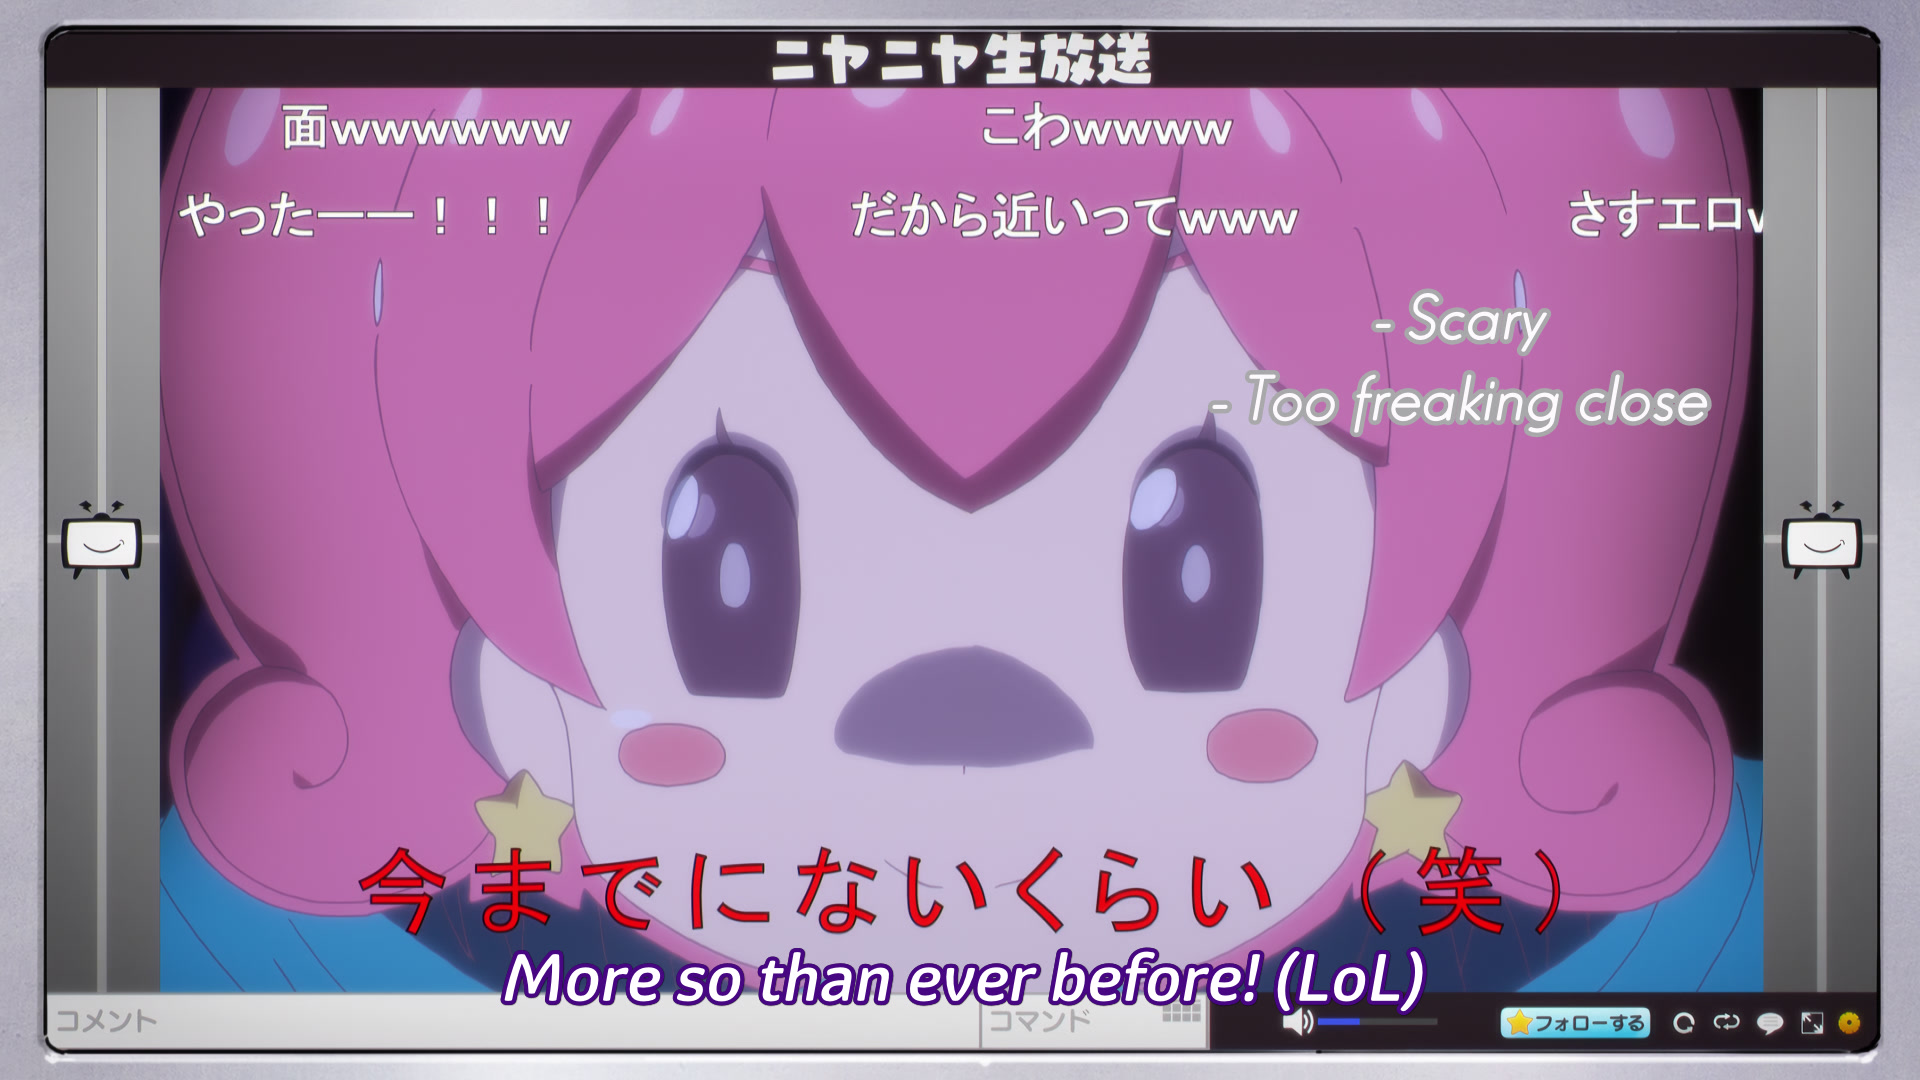 ニヤニヤ生放送
面wwwwwww
こわwwww
やったーー！！！
だから近いってwww
さすエロw
- Scary
- Too freaking close
今までにないくらい（笑）
More so than ever before! (LoL)
コメント
コマンド
フォローする